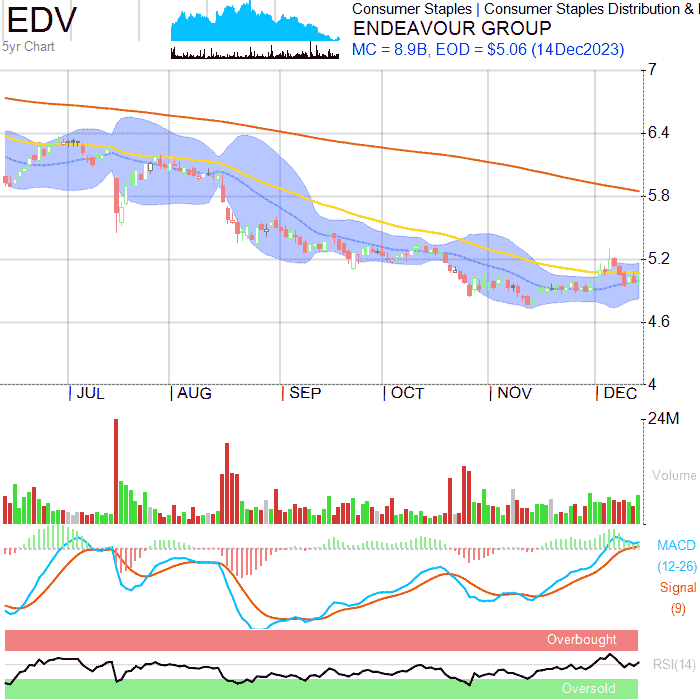 EDV
5yr Chart
Consumer Staples | Consumer Staples Distribution &
ENDEAVOUR GROUP
MC = 8.9B, EOD = $5.06 (14Dec2023)
7
6.4
5.8
5.2
4.6
4
JUL AUG SEP OCT NOV DEC
24M
Volume
MACD
(12-26)
Signal
(9)
Overbought
RSI(14)
Oversold